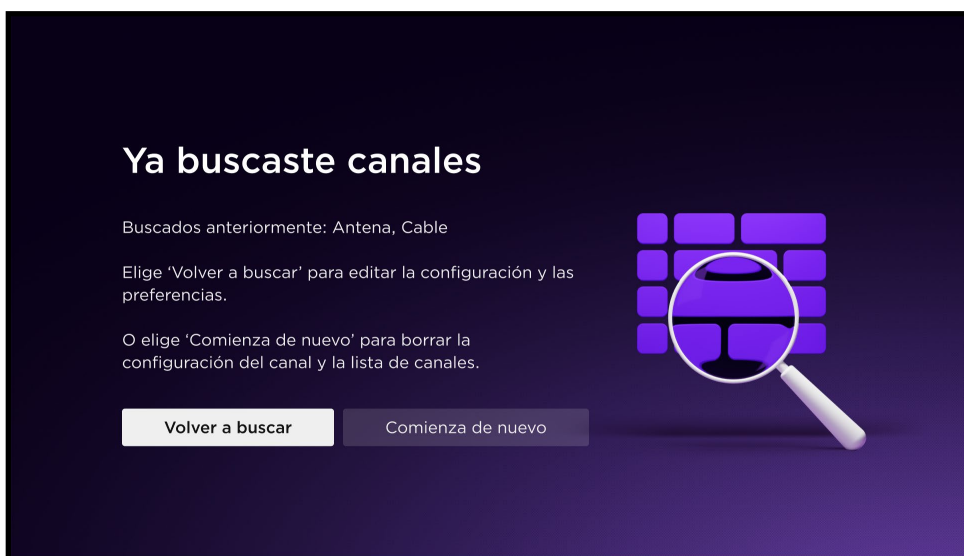 Ya buscaste canales
Buscados anteriormente: Antena, Cable
Elige ‘Volver a buscar’ para editar la configuración y las
preferencias.
O elige ‘Comienza de nuevo’ para borrar la
configuración del canal y la lista de canales.
Volver a buscar
Comienza de nuevo